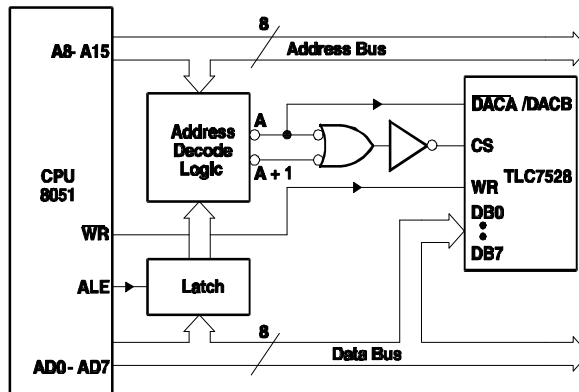 8
A8- A15
Address Bus
CPU
8051
Address
Decode
Logic
A
A + 1
DACA /DACB
CS
TLC7528
WR
DB0
DB7
WR
ALE
Latch
8
Data Bus
AD0- AD7